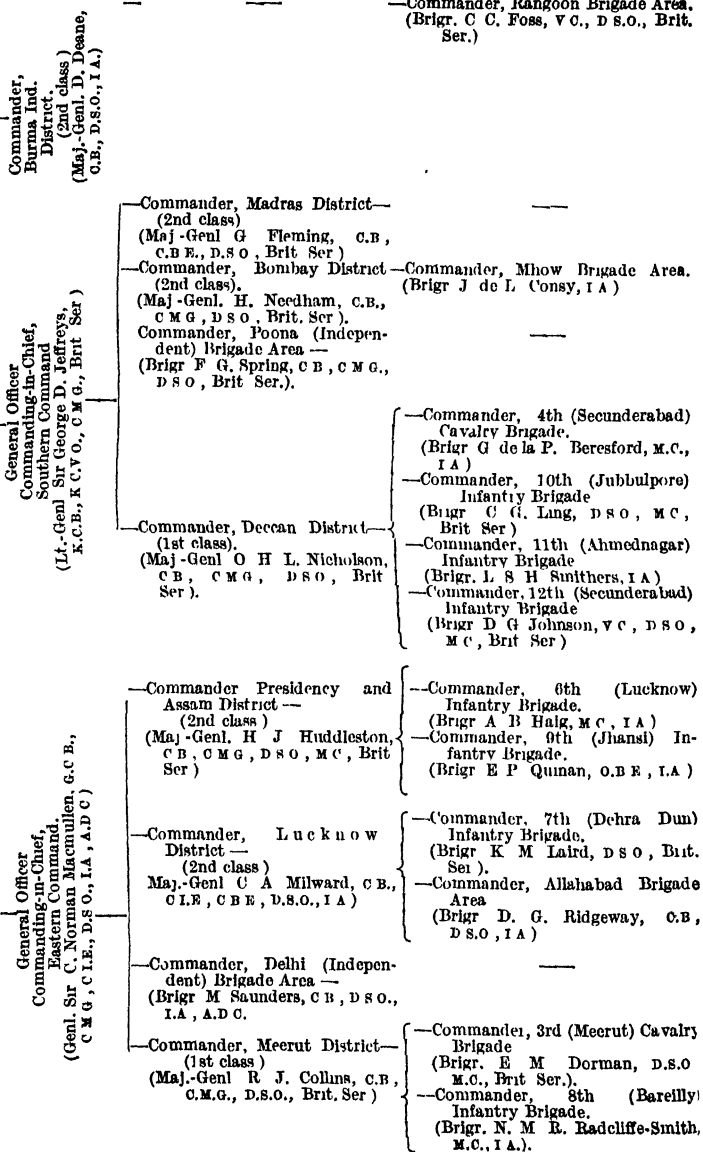 Commander,
Burma Ind.
District.
(2nd class)
(Maj.-Genl. D. Deane,
C.B., D.S.O., I A.)
—Commander, Rangoon Brigade Area.
(Brigr. C C. Foss, V C., D S.O., Brit.
Ser.)
General Officer
Commanding-in-Chief,
Southern Command
(Lt.-Genl Sir George D. Jeffreys,
K.C.B., K C.V O., C M G., Brit Ser )
—Commander, Madras District—
(2nd class)
(Maj -Genl G Fleming, C.B ,
C.B E., D.S O , Brit Ser )
—Commander, Bombay District
(2nd class).
(Maj -Genl. H. Needham, C.B.,
C M G , D S O , Brit. Ser ).
Commander, Poona (Indepen-
dent) Brigade Area —
(Brigr F G. Spring, C B , C M G.,
D S O , Brit Ser.).
—Commander, Deccan District—
(1st class).
(Maj -Genl O H L. Nicholson,
C B , C M G , D S O , Brit
Ser ).
—Commander, Mhow Brigade Area.
(Brigr J de L Consy, I A )
—Commander, 4th (Secunderabad)
Cavalry Brigade.
(Brigr G de la P. Beresford, M.C.,
I A )
—Commander, 10th (Jubbulpore)
Infantry Brigade
(Brigr C G. Ling, D S O , M C ,
Brit Ser )
—Commander, 11th (Ahmednagar)
Infantry Brigade
(Brigr. L S H Smithers, I A )
—Commander, 12th (Secunderabad)
Infantry Brigade
(Brigr D G Johnson, V C , D S O ,
M C , Brit Ser )
General Officer
Commanding-in-Chief,
Eastern Command.
(Genl. Sir C. Norman Macmullen, G.C B.,
C M G , C I.E., D.S O., I.A , A.D C )
—Commander Presidency and
Assam District —
(2nd class )
(Maj -Genl. H J Huddleston,
C B , C M G , D S O , M C , Brit
Ser )
—Commander, Lucknow
District —
(2nd class )
Maj.-Genl C A Milward, C B.,
C I.E , C B E , D.S.O., I A )
—Commander, Delhi (Indepen-
dent) Brigade Area —
(Brigr M Saunders, C B , D S O.,
I.A , A.D C.
—Commander, Meerut District—
(1st class )
(Maj.-Genl R J. Collins, C.B ,
C.M.G., D.S.O., Brit. Ser )
—Commander, 6th (Lucknow)
Infantry Brigade.
(Brigr A B Haig, M C , I A )
—Commander, 9th (Jhansi) In-
fantry Brigade.
(Brigr E P Quinan, O.B E , I.A )
—Commander, 7th (Dehra Dun)
Infantry Brigade.
(Brigr K M Laird, D S O , Brit.
Ser ).
—Commander, Allahabad Brigade
Area
(Brigr D. G. Ridgeway, C.B ,
D S.O , I A )
—Commander, 3rd (Meerut) Cavalry
Brigade
(Brigr. E M Dorman, D.S.O
M.C., Brit Ser.).
—Commander, 8th (Bareilly)
Infantry Brigade.
(Brigr. N. M R. Radcliffe-Smith,
M.C., I A.).